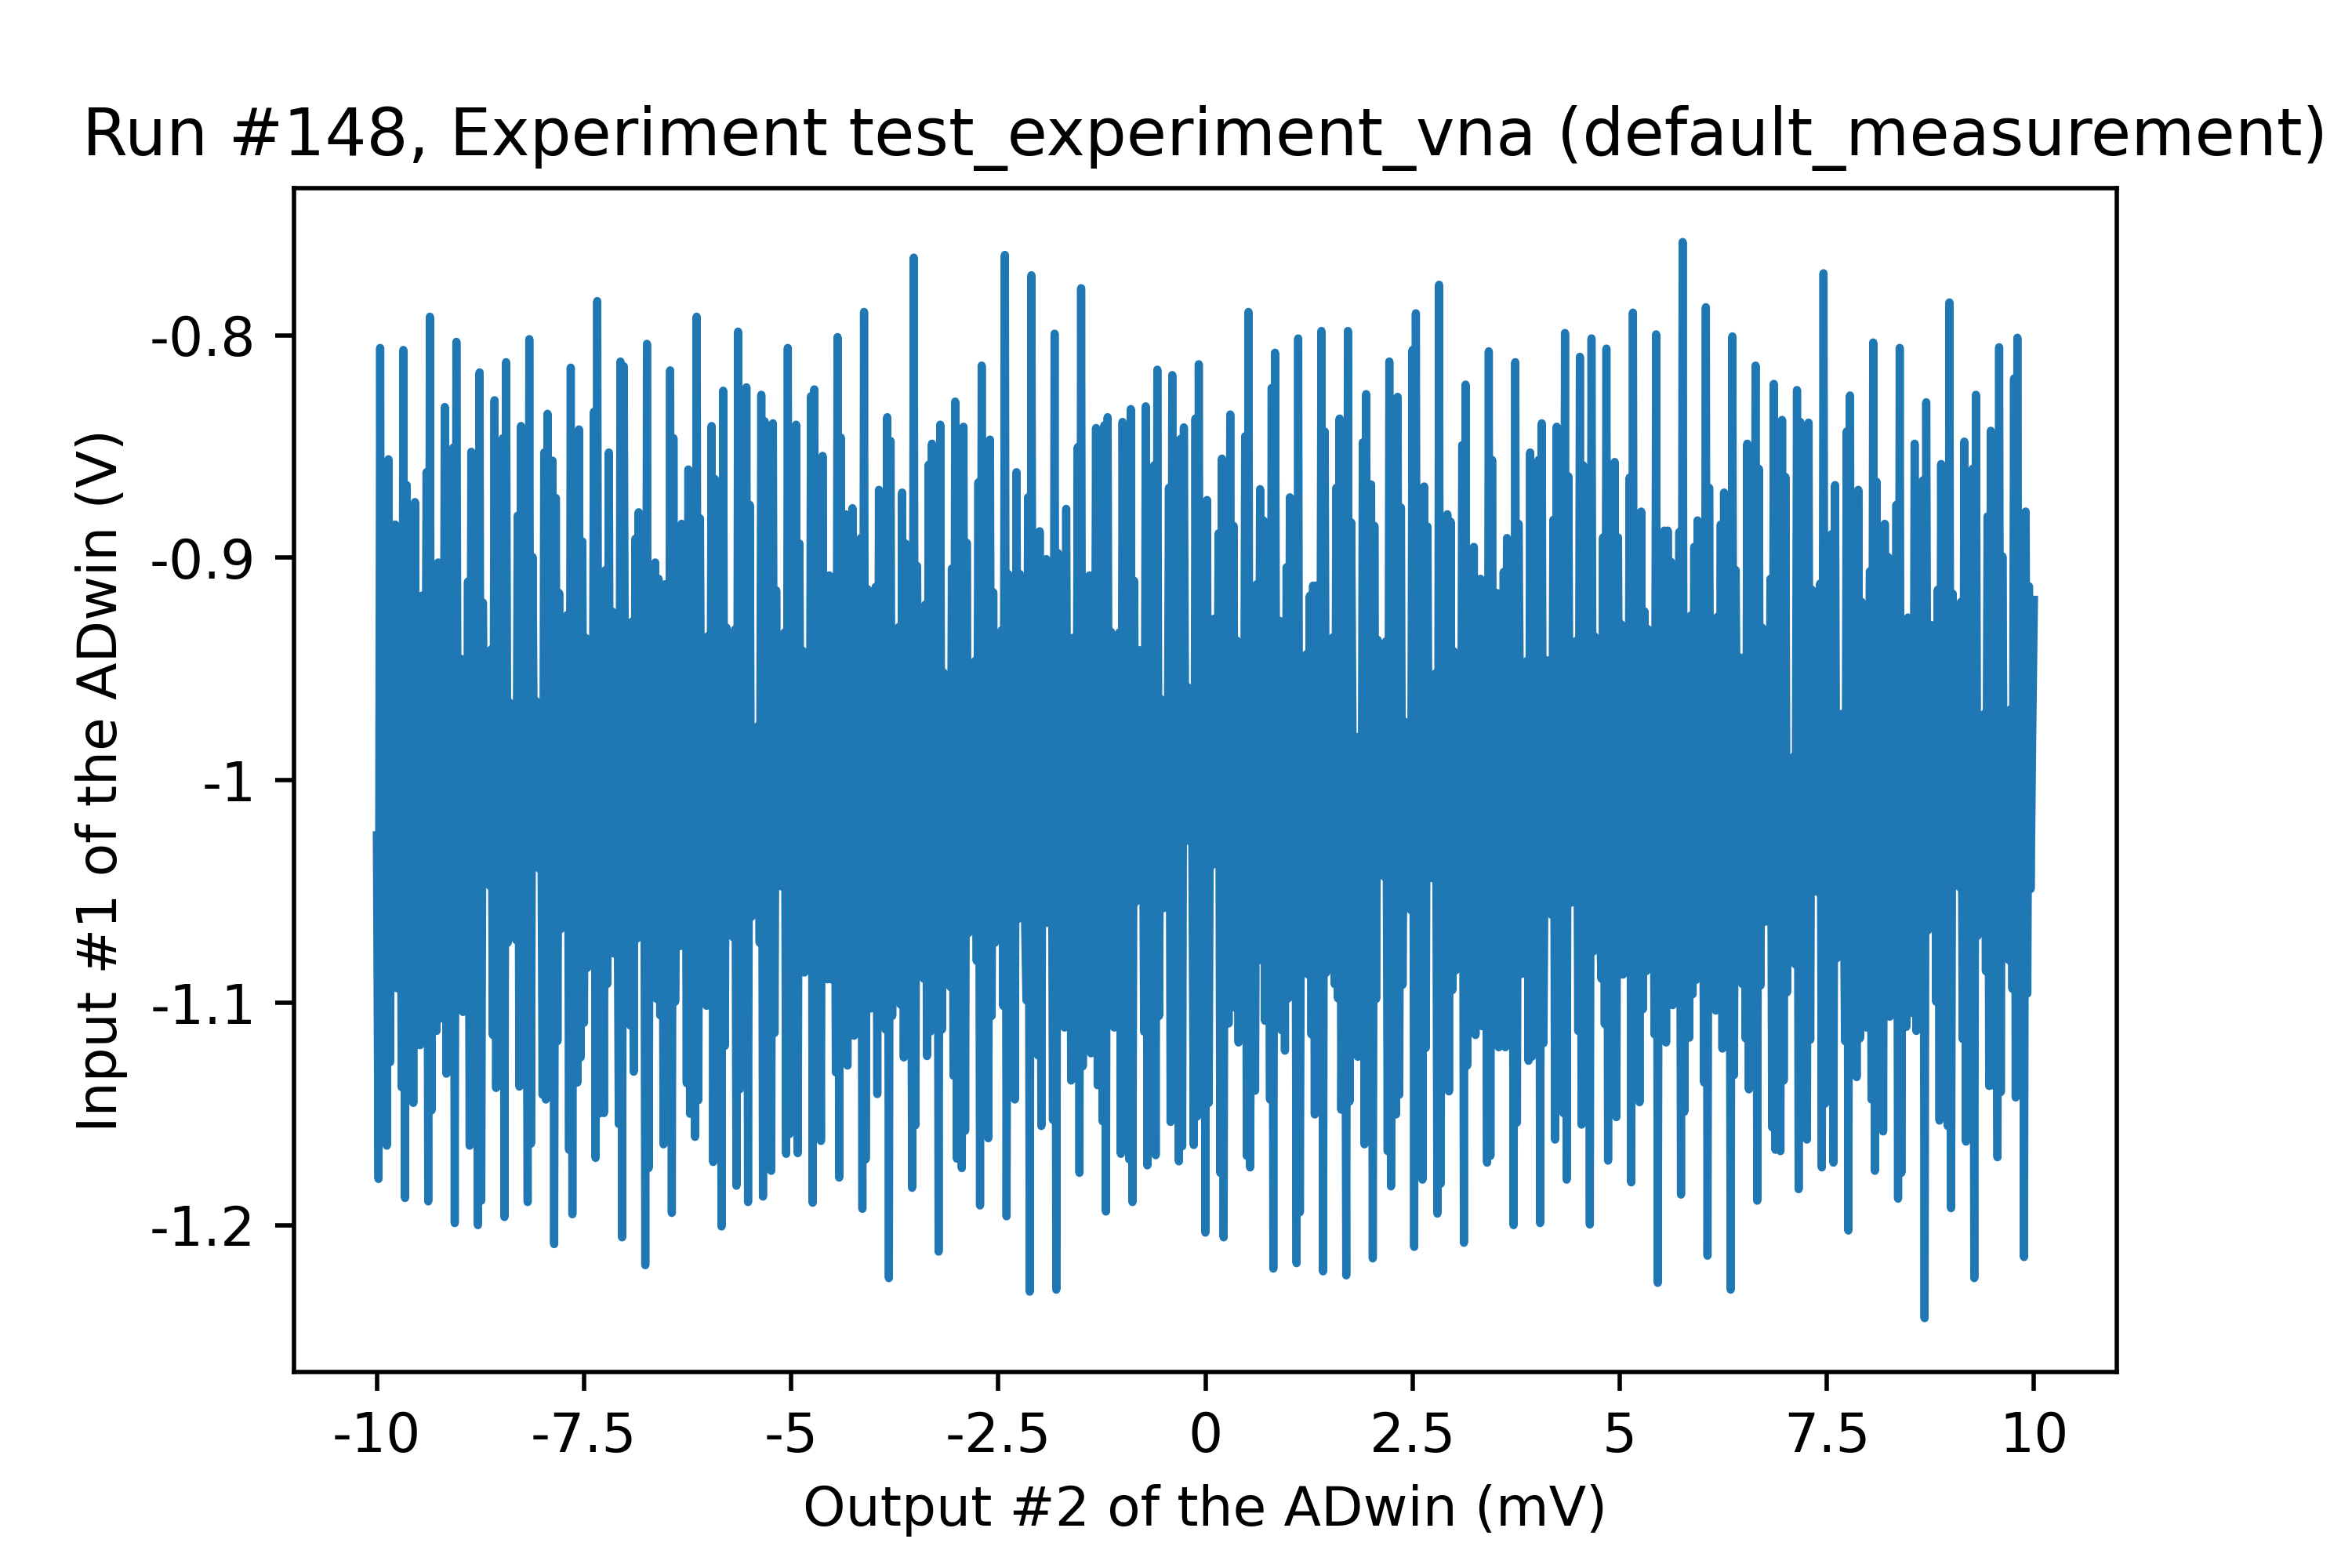 Run #148, Experiment test_experiment_vna (default_measurement)
Input #1 of the ADwin (V)
-0.8
-0.9
-1
-1.1
-1.2
-10 -7.5 -5 -2.5 0 2.5 5 7.5 10
Output #2 of the ADwin (mV)